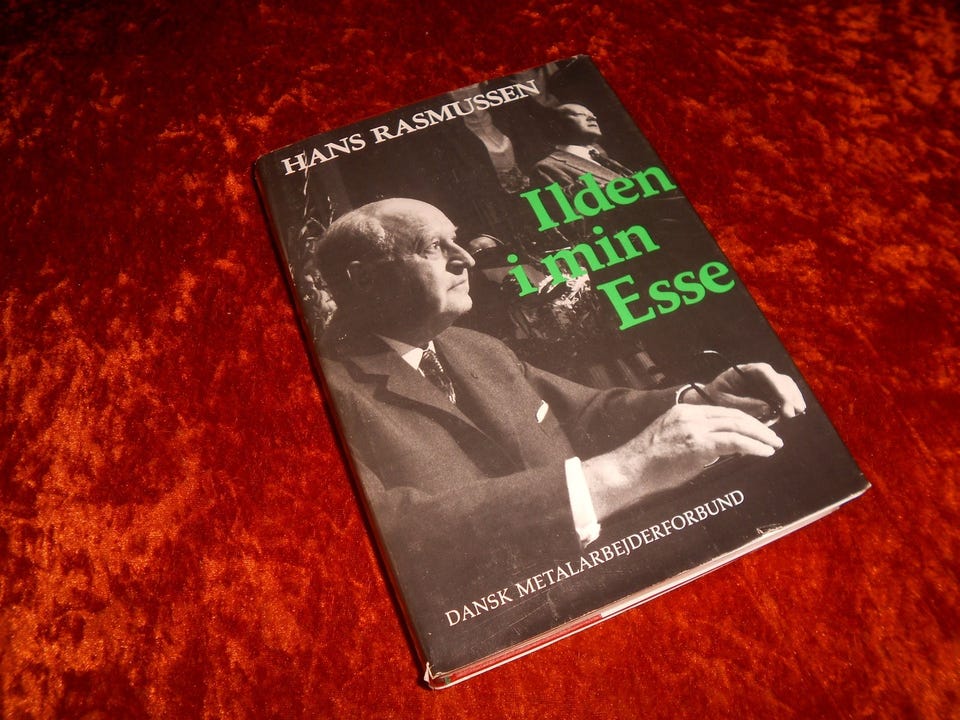 HANS RASMUSSEN
Ilden
i min
Esse
DANSK METALARBEJDERFORBUND